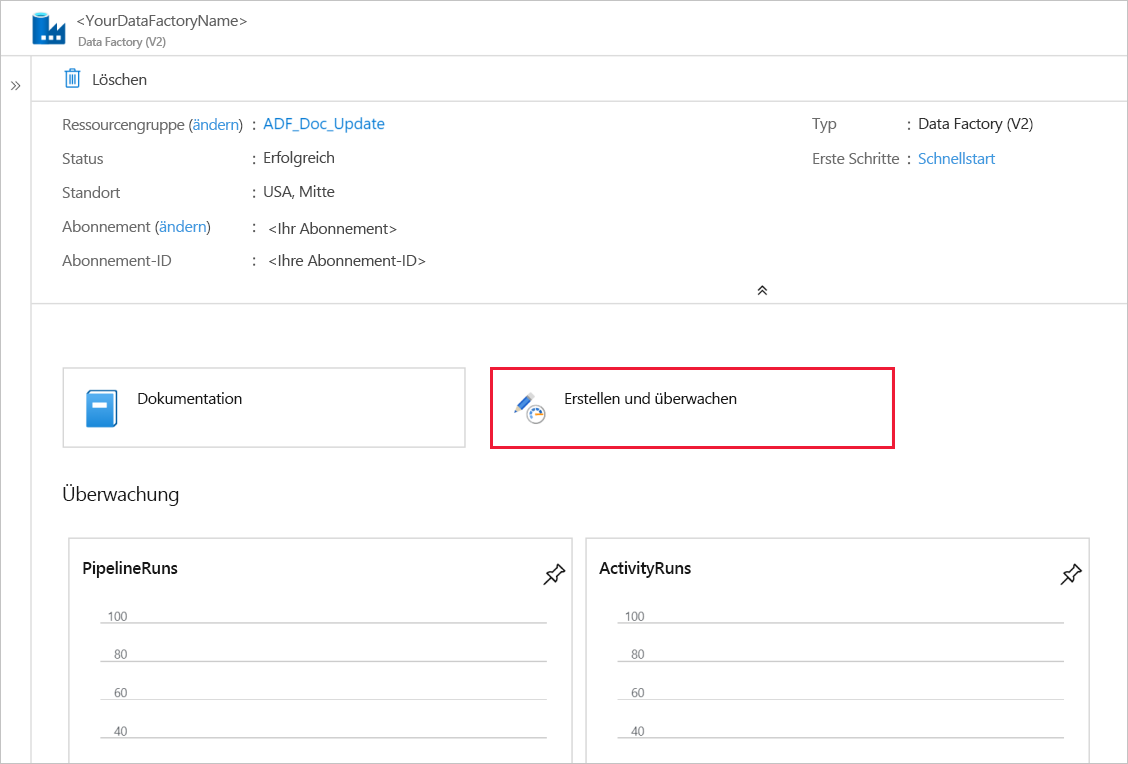 <YourDataFactoryName>
Data Factory (V2)
Löschen
Ressourcengruppe (ändern) : ADF_Doc_Update
Typ : Data Factory (V2)
Status : Erfolgreich
Erste Schritte : Schnellstart
Standort : USA, Mitte
Abonnement (ändern) : <Ihr Abonnement>
Abonnement-ID : <Ihre Abonnement-ID>
Dokumentation
Erstellen und überwachen
Überwachung
PipelineRuns
100
80
60
40
ActivityRuns
100
80
60
40